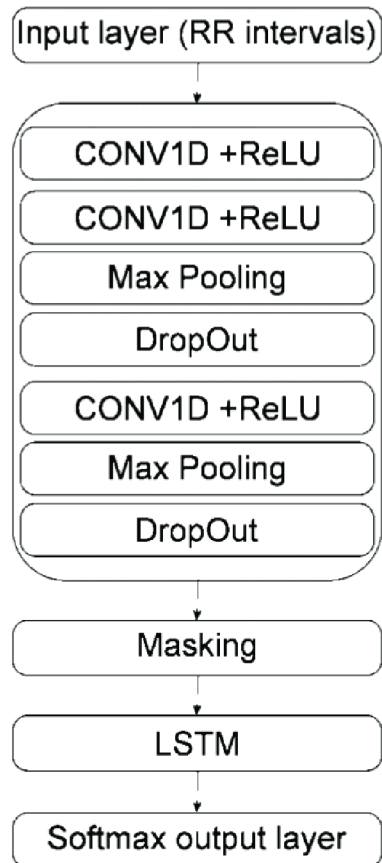 Input layer (RR intervals)
CONV1D +ReLU
CONV1D +ReLU
Max Pooling
DropOut
CONV1D +ReLU
Max Pooling
DropOut
Masking
LSTM
Softmax output layer